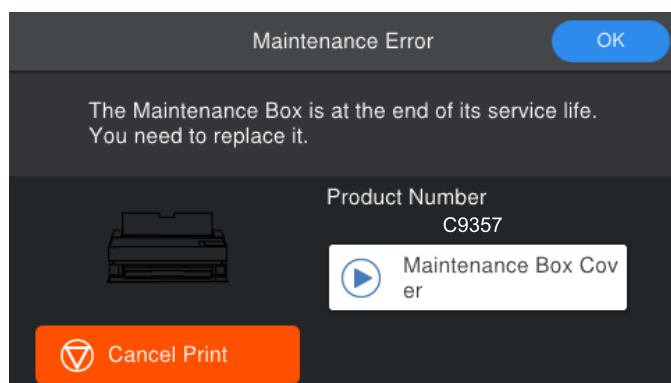 Maintenance Error
OK
The Maintenance Box is at the end of its service life.
You need to replace it.
Product Number
C9357
Maintenance Box Cov
er
Cancel Print